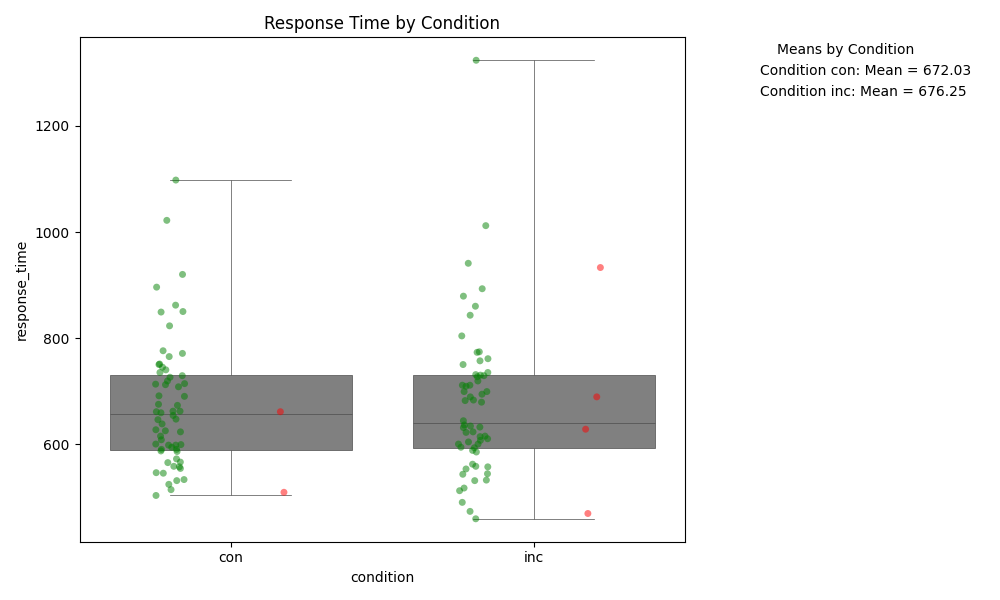 Response Time by Condition
Means by Condition
Condition con: Mean = 672.03
Condition inc: Mean = 676.25
1200
1000
800
600
response_time
con
inc
condition